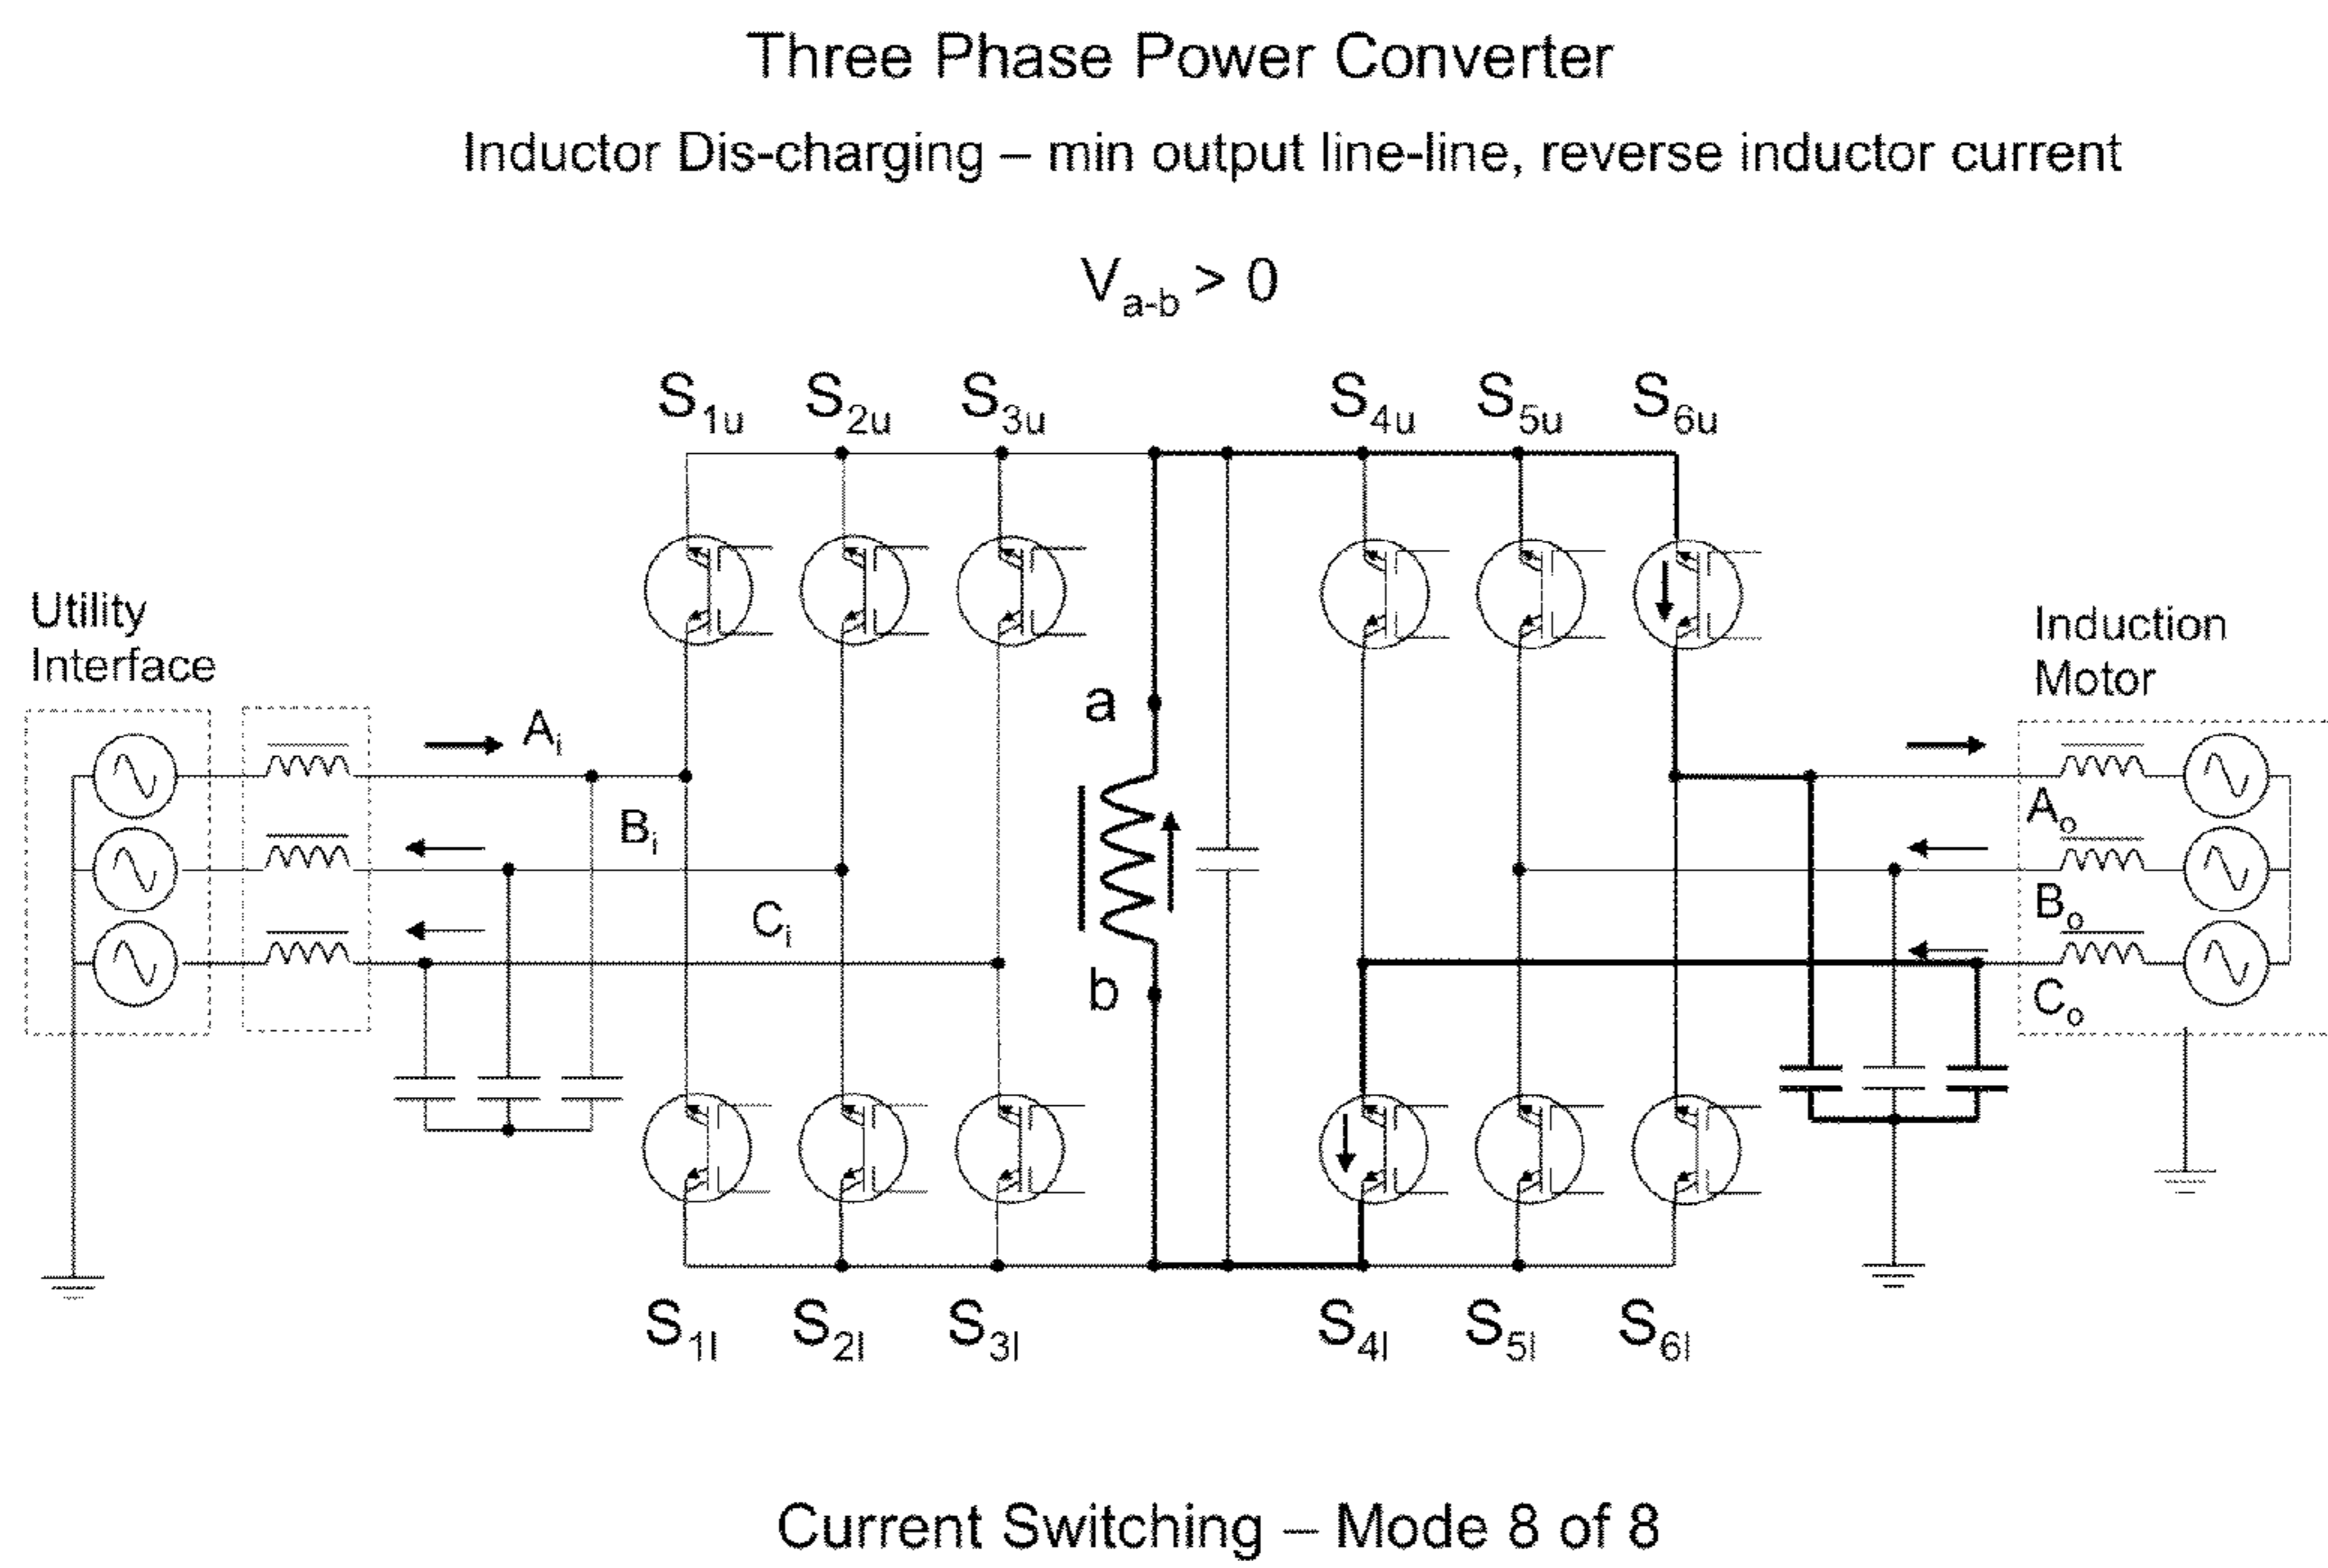 Three Phase Power Converter
Inductor Dis-charging – min output line-line, reverse inductor current
Va-b > 0
S1u S2u S3u S4u S5u S6u
Utility
Interface
Induction
Motor
Ai
Bi
Ci
a
b
Ao
Bo
Co
S1l S2l S3l S4l S5l S6l
Current Switching – Mode 8 of 8